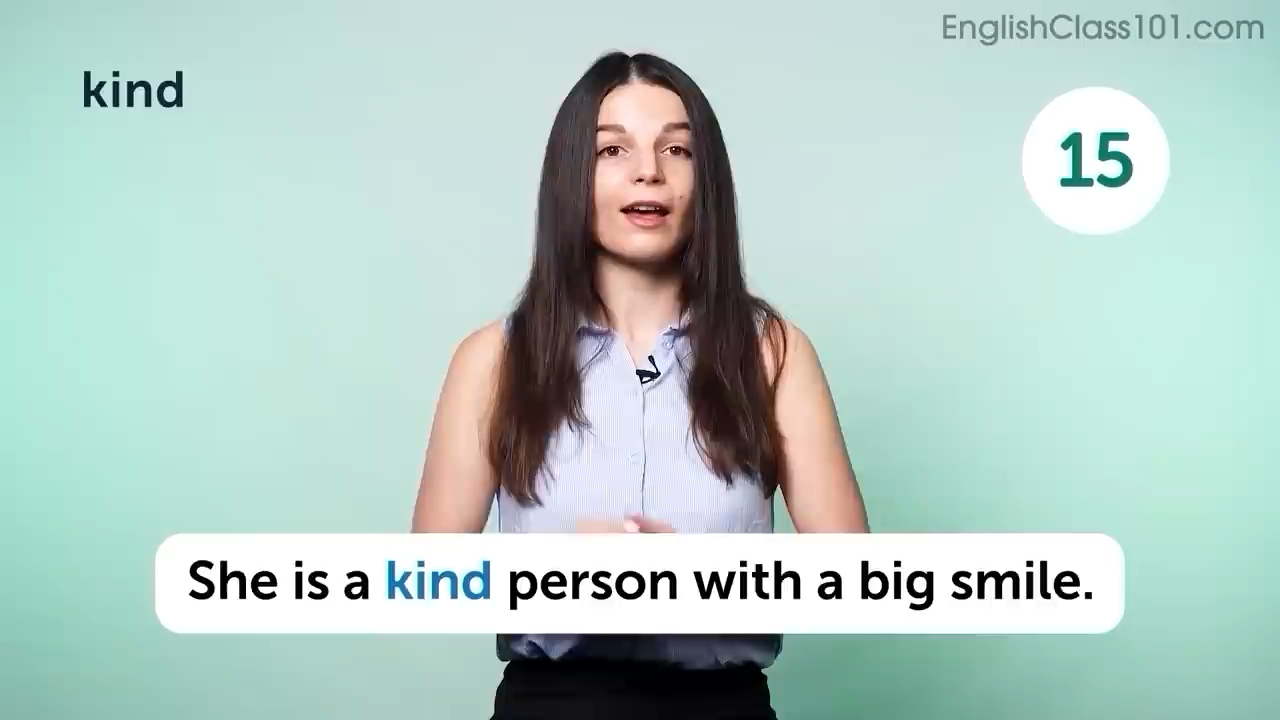 EnglishClass101.com
kind
15
She is a kind person with a big smile.